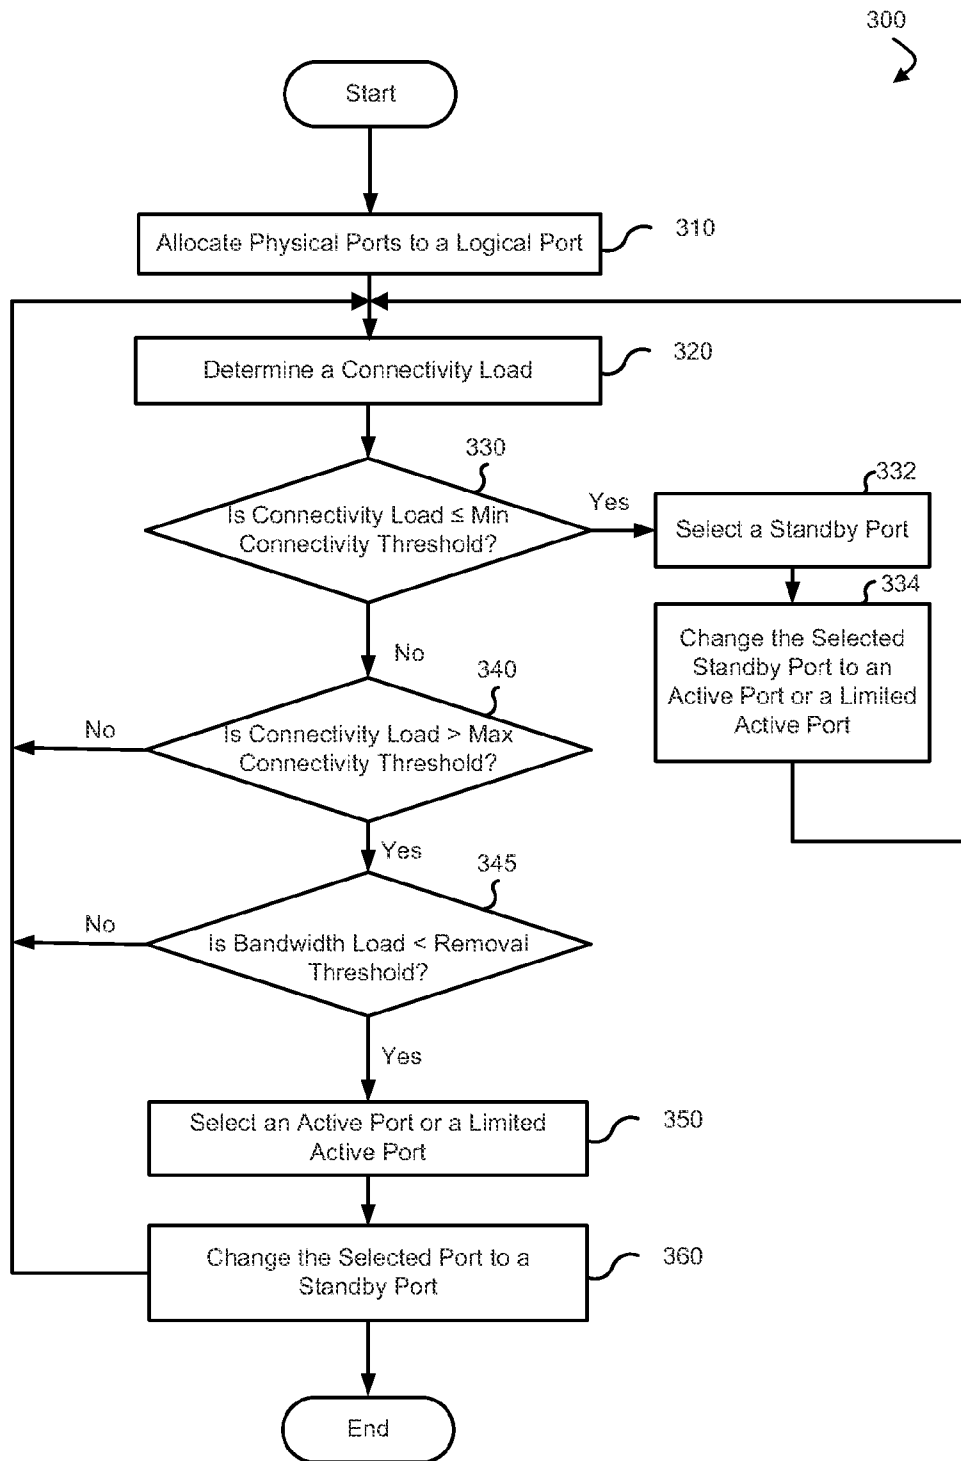 300
Start
Allocate Physical Ports to a Logical Port
310
Determine a Connectivity Load
320
330
Is Connectivity Load ≤ Min
Connectivity Threshold?
Yes
332
Select a Standby Port
334
Change the Selected
Standby Port to an
Active Port or a Limited
Active Port
No
340
Is Connectivity Load > Max
Connectivity Threshold?
No
Yes
345
Is Bandwidth Load < Removal
Threshold?
No
Yes
Select an Active Port or a Limited
Active Port
350
Change the Selected Port to a
Standby Port
360
End